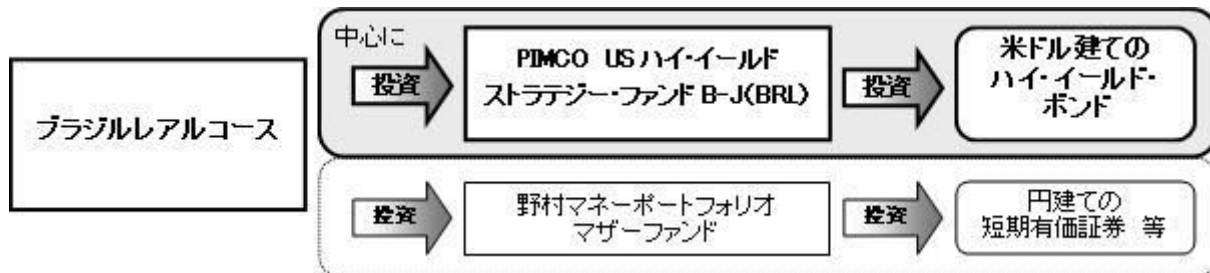 ブラジルレアルコース
中心に
投資
PIMCO USハイ・イールド
ストラテジー・ファンドB-J(BRL)
投資
米ドル建ての
ハイ・イールド・
ボンド
投資
野村マネーポートフォリオ
マザーファンド
投資
円建ての
短期有価証券 等